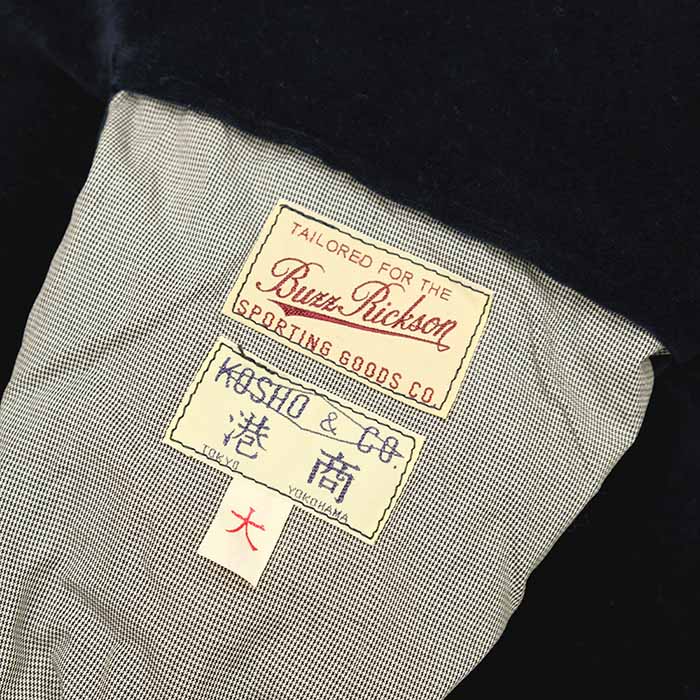 TAILORED FOR THE
Buzz Rickson
SPORTING GOODS CO.
KOSHO & CO.
港商
TOKYO YOKOHAMA
大